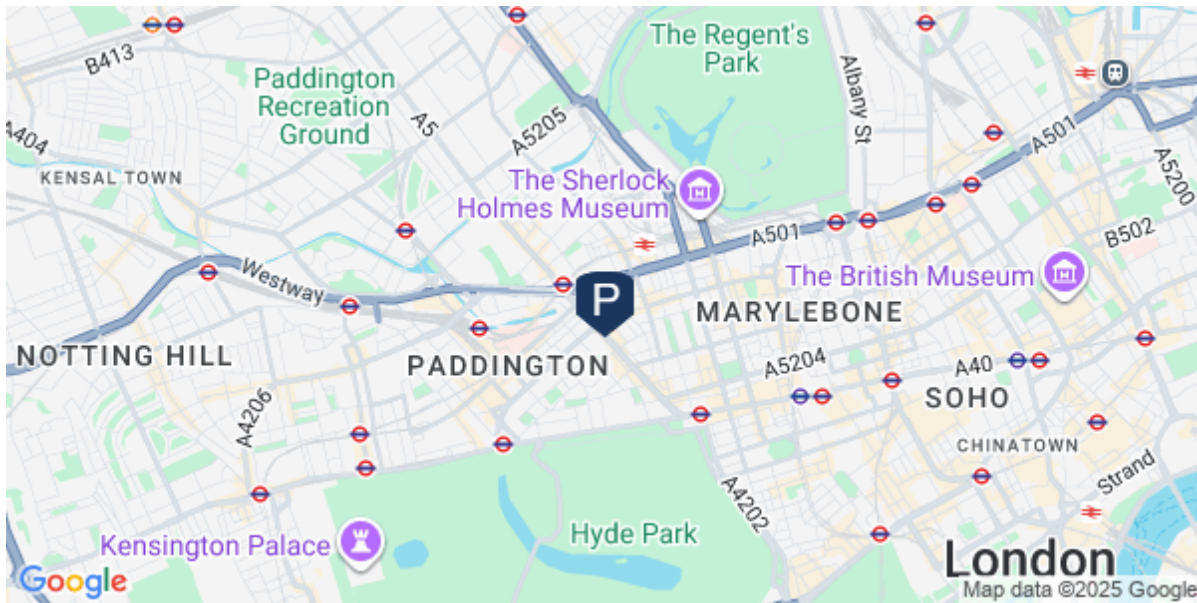 B413
Paddington
Recreation
Ground
The Regent's
Park
Albany St
A501
A5200
A404
A5
A5205
KENSAL TOWN
The Sherlock
Holmes Museum
A501
B502
Westway
P
The British Museum
MARYLEBONE
NOTTING HILL
PADDINGTON
A5204
A40
SOHO
A4206
CHINATOWN
Strand
A4202
Kensington Palace
Hyde Park
London
Google
Map data ©2025 Google